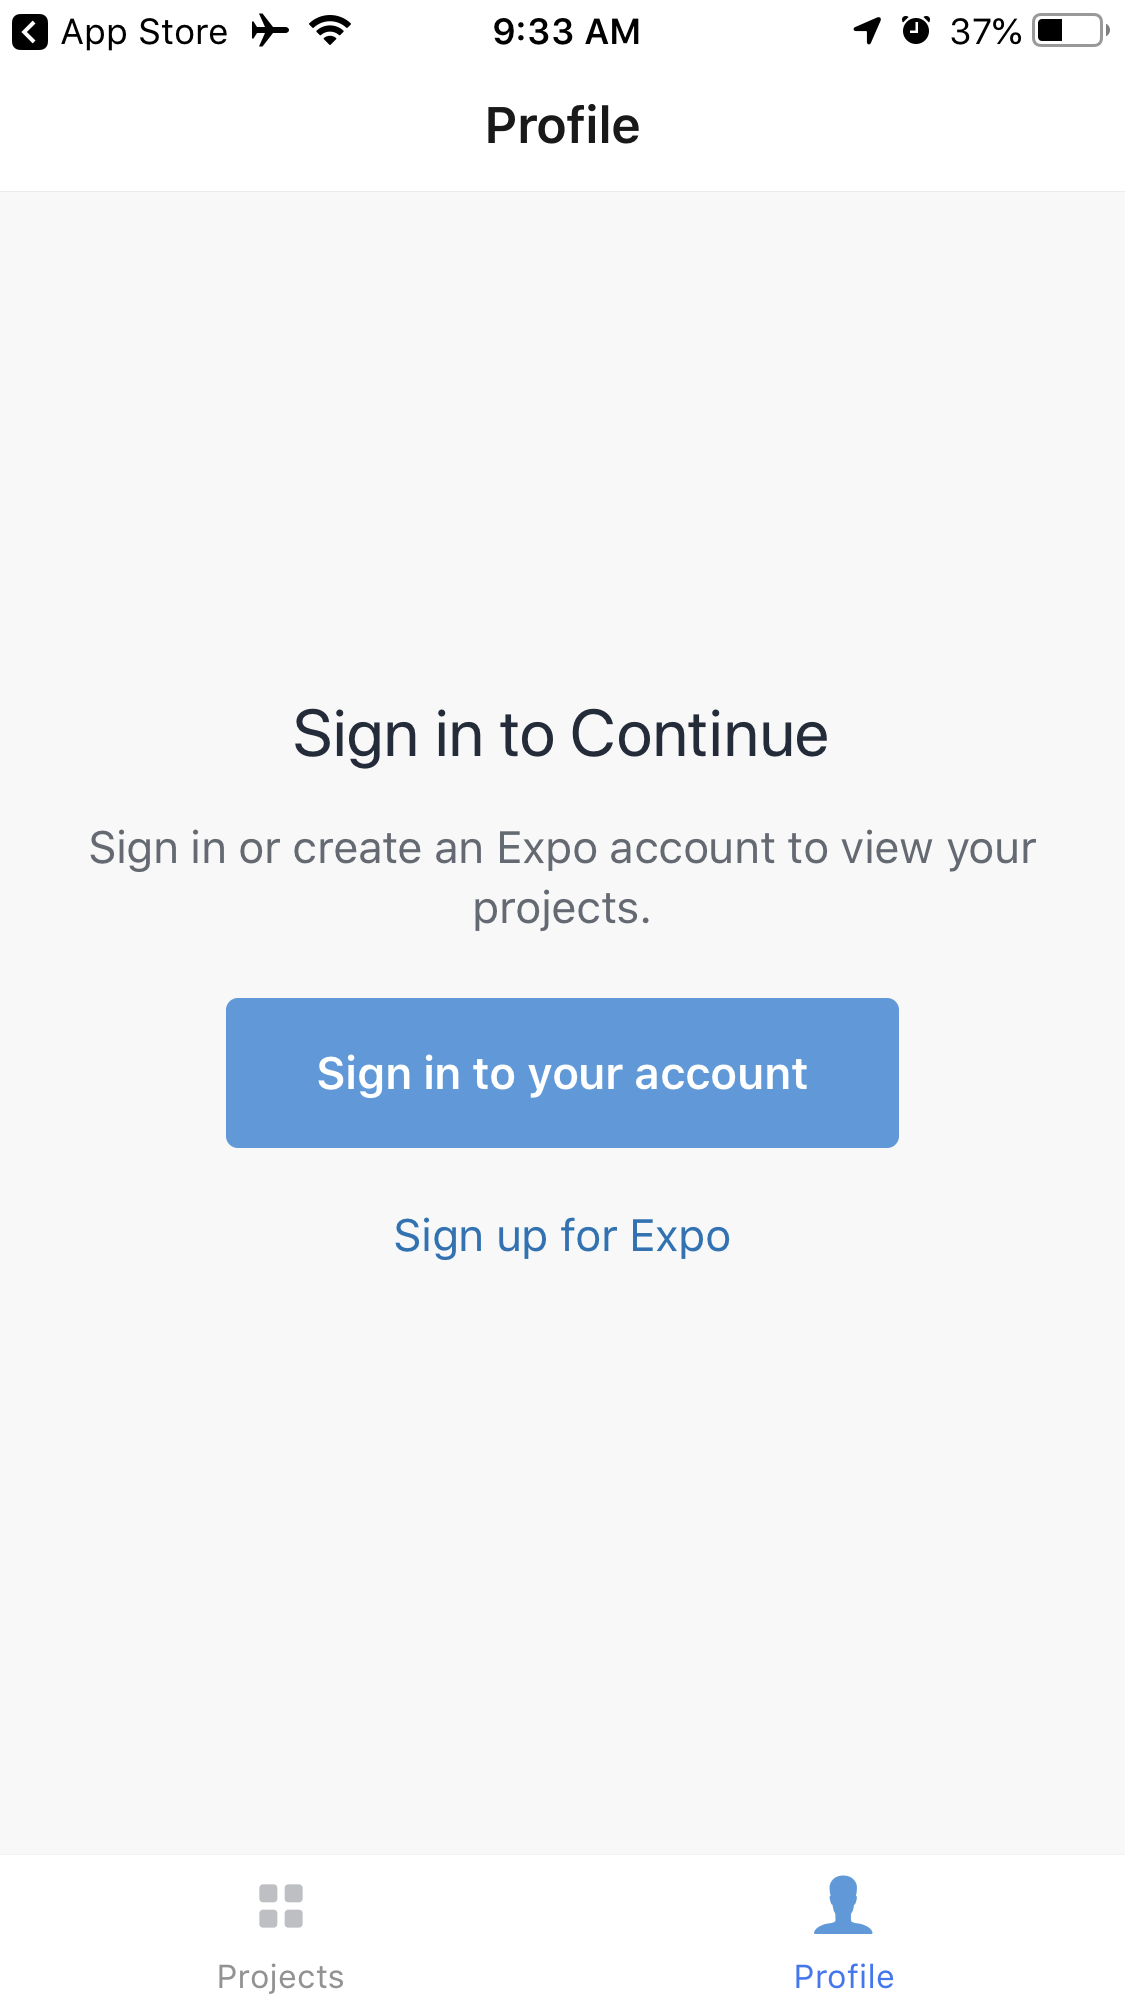 App Store 9:33 AM 37%
Profile
Sign in to Continue
Sign in or create an Expo account to view your
projects.
Sign in to your account
Sign up for Expo
Projects Profile